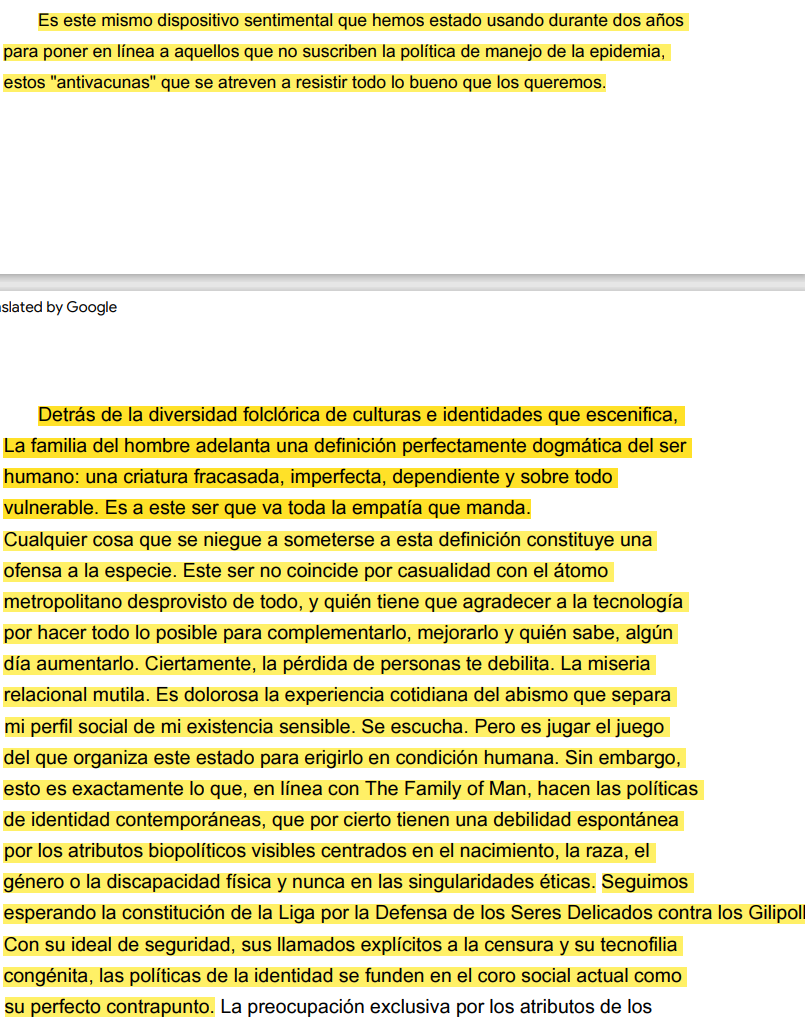 Es este mismo dispositivo sentimental que hemos estado usando durante dos años
para poner en línea a aquellos que no suscriben la política de manejo de la epidemia,
estos "antivacunas" que se atreven a resistir todo lo bueno que los queremos.
by Google
Detrás de la diversidad folclórica de culturas e identidades que escenifica,
La familia del hombre adelanta una definición perfectamente dogmática del ser
humano: una criatura fracasada, imperfecta, dependiente y sobre todo
vulnerable. Es a este ser que va toda la empatía que manda.
Cualquier cosa que se niegue a someterse a esta definición constituye una
ofensa a la especie. Este ser no coincide por casualidad con el átomo
metropolitano desprovisto de todo, y quién tiene que agradecer a la tecnología
por hacer todo lo posible para complementarlo, mejorarlo y quién sabe, algún
día aumentarlo. Ciertamente, la pérdida de personas te debilita. La miseria
relacional mutila. Es dolorosa la experiencia cotidiana del abismo que separa
mi perfil social de mi existencia sensible. Se escucha. Pero es jugar el juego
del que organiza este estado para erigirlo en condición humana. Sin embargo,
esto es exactamente lo que, en línea con The Family of Man, hacen las políticas
de identidad contemporáneas, que por cierto tienen una debilidad espontánea
por los atributos biopolíticos visibles centrados en el nacimiento, la raza, el
género o la discapacidad física y nunca en las singularidades éticas. Seguimos
esperando la constitución de la Liga por la Defensa de los Seres Delicados contra los
Con su ideal de seguridad, sus llamados explícitos a la censura y su tecnofilia
congénita, las políticas de la identidad se funden en el coro social actual como
su perfecto contrapunto. La preocupación exclusiva por los atributos de los